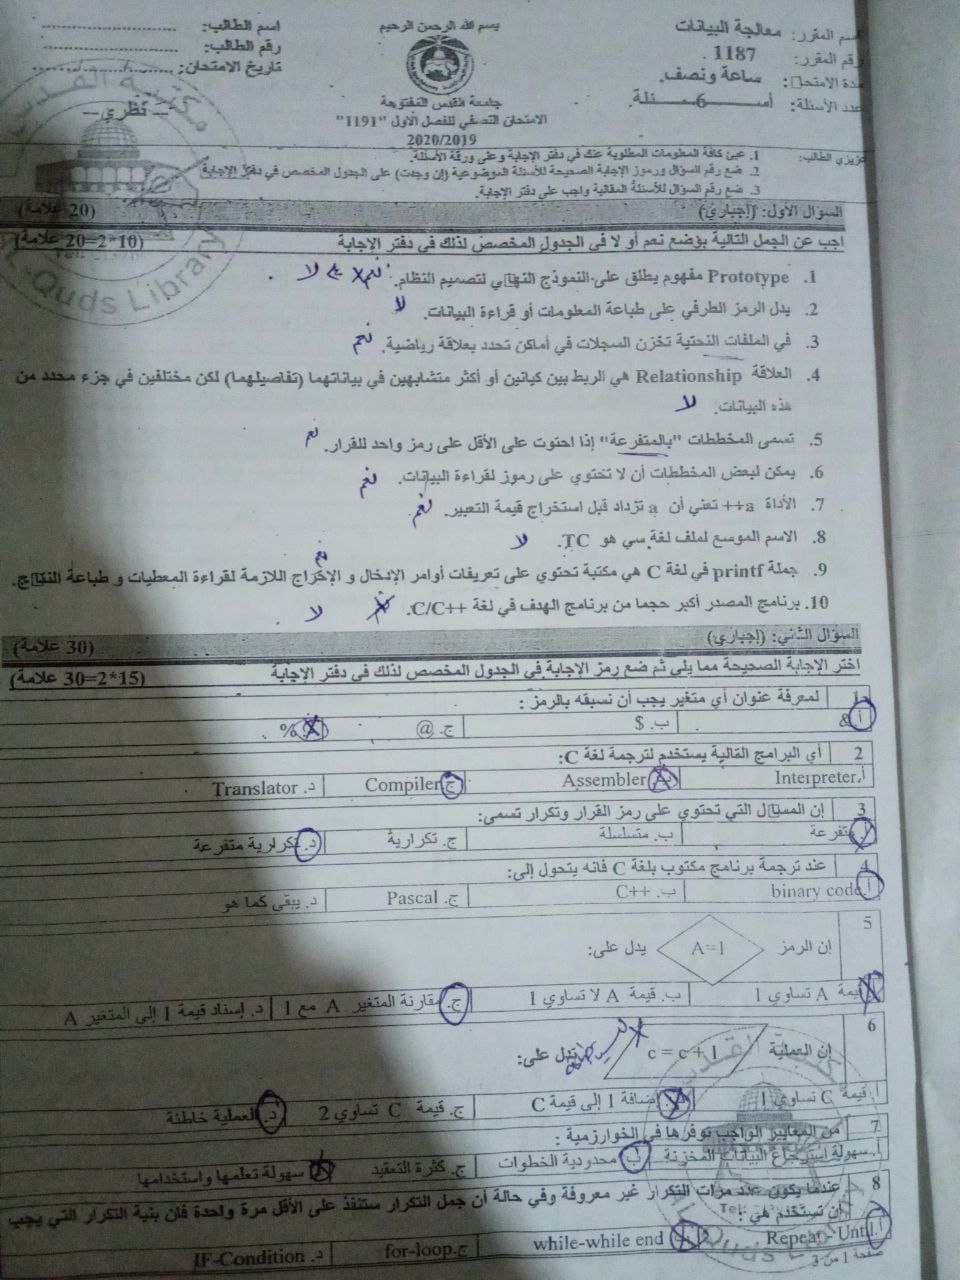 اسم المقرر: معالجة البيانات
رقم المقرر: 1187
مدة الامتحان: ساعة ونصف
عدد الأسئلة: 6 أسئلة
بسم الله الرحمن الرحيم
جامعة القدس المفتوحة
الامتحان النصفي للفصل الأول "1191"
2020/2019
اسم الطالب: ..........
رقم الطالب: ..........
تاريخ الامتحان: ..../..../....
-- نظري --
عزيزي الطالب: 1. عبئ كافة المعلومات المطلوبة عنك في دفتر الإجابة وعلى ورقة الأسئلة.
2. ضع رقم السؤال ورموز الإجابة الصحيحة للأسئلة الموضوعية (إن وجدت) على الجدول المخصص في دفتر الإجابة
3. ضع رقم السؤال للأسئلة المقالية واجب على دفتر الإجابة.
السؤال الأول: (إجباري) (20 علامة)
اجب عن الجمل التالية بوضع نعم أو لا في الجدول المخصص لذلك في دفتر الإجابة (10*2=20 علامة)
1. Prototype مفهوم يطلق على النموذج النهائي لتصميم النظام. نعم لا
2. يدل الرمز الطرفي على طباعة المعلومات أو قراءة البيانات. لا
3. في الملفات النحتية تخزن السجلات في أماكن تحدد بعلاقة رياضية. نعم
4. العلاقة Relationship هي الربط بين كيانين أو أكثر متشابهين في بياناتهما (تفاصيلهما) لكن مختلفين في جزء محدد من
هذه البيانات. لا
5. تسمى المخططات "بالمتفرعة" إذا احتوت على الأقل على رمز واحد للقرار. نعم
6. يمكن لبعض المخططات أن لا تحتوي على رموز لقراءة البيانات. نعم
7. الأداة a++ تعني أن a تزداد قبل استخراج قيمة التعبير. نعم
8. الاسم الموسع لملف لغة سي هو TC. لا
9. جملة printf في لغة C هي مكتبة تحتوي على تعريفات أوامر الإدخال و الإخراج اللازمة لقراءة المعطيات و طباعة النتائج. نعم
10. برنامج المصدر أكبر حجما من برنامج الهدف في لغة C/C++. لا
السؤال الثاني: (إجباري) (30 علامة)
اختر الإجابة الصحيحة مما يلي ثم ضع رمز الإجابة في الجدول المخصص لذلك في دفتر الإجابة (15*2=30 علامة)
1 لمعرفة عنوان أي متغير يجب أن نسبقه بالرمز :
أ. & ب. $ ج. @ د. %
2 أي البرامج التالية يستخدم لترجمة لغة C:
أ. Interpreter ب. Assembler ج. Compiler د. Translator
3 إن المسائل التي تحتوي على رمز القرار وتكرار تسمى:
أ. متفرعة ب. متسلسلة ج. تكرارية د. تكرارية متفرعة
4 عند ترجمة برنامج مكتوب بلغة C فانه يتحول إلى:
أ. binary code ب. C++ ج. Pascal د. يبقى كما هو
5 إن الرمز A=1 يدل على:
أ. قيمة A تساوي 1 ب. قيمة A لا تساوي 1 ج. مقارنة المتغير A مع 1 د. إسناد قيمة 1 إلى المتغير A
6 إن العملية c = c + 1 تدل على:
أ. قيمة C تساوي 1 ب. إضافة 1 إلى قيمة C ج. قيمة C تساوي 2 د. العملية خاطئة
7 من المعايير الواجب توفرها في الخوارزمية :
أ. سهولة إسترجاع البيانات المخزنة ب. محدودية الخطوات ج. كثرة التعقيد د. سهولة تعلمها واستخدامها
8 عندما يكون عدد مرات التكرار غير معروفة وفي حالة أن جمل التكرار ستنفذ على الأقل مرة واحدة فان بنية التكرار التي يجب
أن تستخدم هي :
أ. Repeat - Until ب. while-while end ج. for-loop د. IF-Condition
صفحة 1 من 3